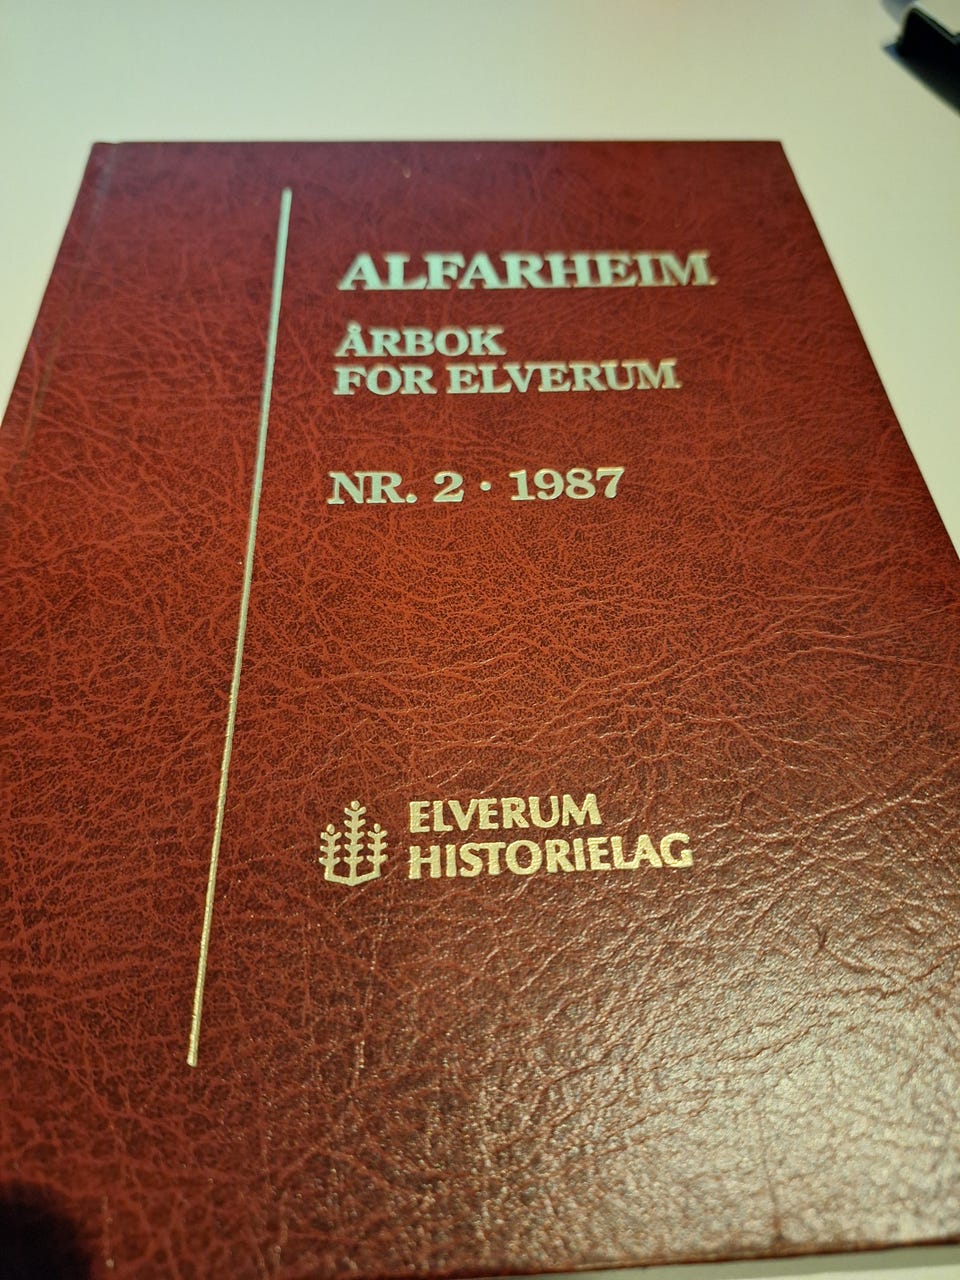 ALFARHEIM
ÅRBOK
FOR ELVERUM
NR. 2 · 1987
ELVERUM
HISTORIELAG